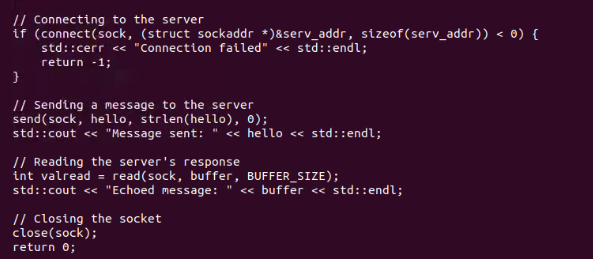 // Connecting to the server
if (connect(sock, (struct sockaddr *)&serv_addr, sizeof(serv_addr)) < 0) {
    std::cerr << "Connection failed" << std::endl;
    return -1;
}

// Sending a message to the server
send(sock, hello, strlen(hello), 0);
std::cout << "Message sent: " << hello << std::endl;

// Reading the server's response
int valread = read(sock, buffer, BUFFER_SIZE);
std::cout << "Echoed message: " << buffer << std::endl;

// Closing the socket
close(sock);
return 0;